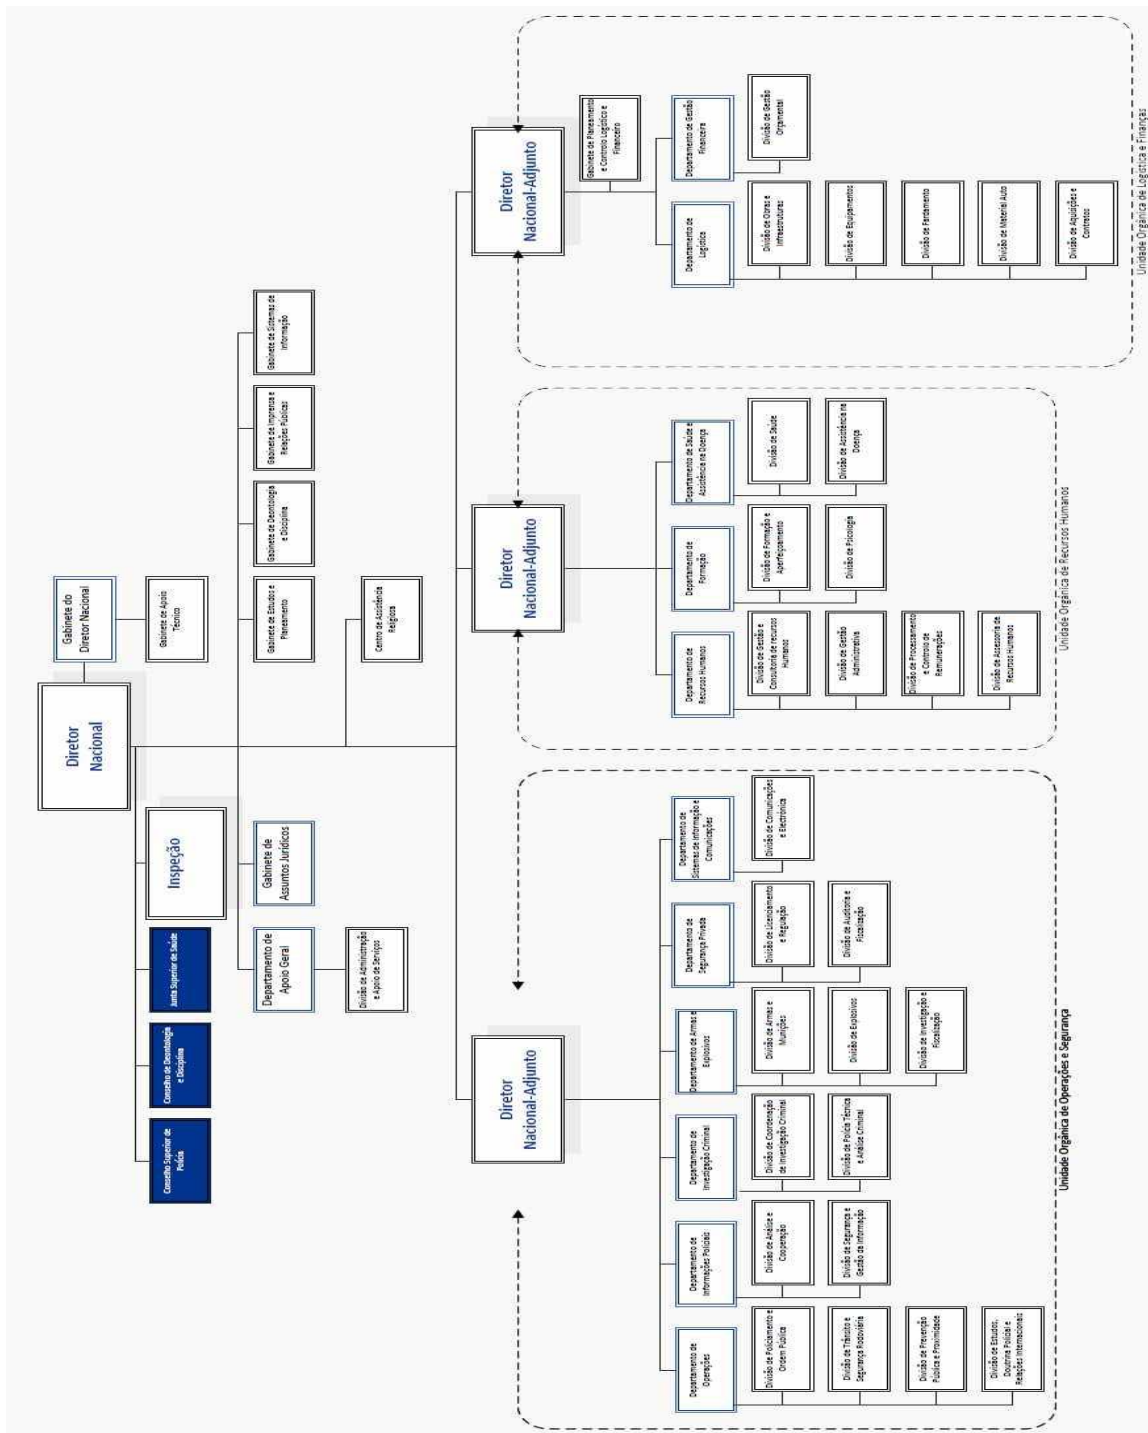 Diretor
Nacional
Gabinete do
Diretor Nacional
Gabinete de Apoio
Técnico
Conselho Superior de
Polícia
Conselho de Deontologia
e Disciplina
Junta Superior de Saúde
Inspeção
Departamento de
Apoio Geral
Gabinete de
Assuntos Jurídicos
Gabinete de Estudos e
Planeamento
Gabinete de Deontologia
e Disciplina
Gabinete de Imprensa e
Relações Públicas
Gabinete de Sistemas de
Informação
Divisão de Administração
e Apoio de Serviços
Centro de Assistência
Religiosa
Diretor
Nacional-Adjunto
Departamento de
Operações
Divisão de Policiamento e
Ordem Pública
Divisão de Trânsito e
Segurança Rodoviária
Divisão de Prevenção
Pública e Proximidade
Divisão de Estudos,
Doutrina Policial e
Relações Internacionais
Departamento de
Informações Policiais
Divisão de Análise e
Cooperação
Divisão de Segurança e
Gestão da Informação
Departamento de
Investigação Criminal
Divisão de Coordenação
de Investigação Criminal
Divisão de Polícia Técnica
e Análise Criminal
Departamento de Armas e
Explosivos
Divisão de Armas e
Munições
Divisão de Explosivos
Divisão de Investigação e
Fiscalização
Departamento de
Segurança Privada
Divisão de Licenciamento
e Regulação
Divisão de Auditoria e
Fiscalização
Departamento de
Sistemas de Informação e
Comunicações
Divisão de Comunicações
e Electrónica
Unidade Orgânica de Operações e Segurança
Diretor
Nacional-Adjunto
Departamento de
Recursos Humanos
Divisão de Gestão e
Consultoria de recursos
Humanos
Divisão de Gestão
Administrativa
Divisão de Processamento
e Controlo de
Remunerações
Divisão de Assessoria de
Recursos Humanos
Departamento de
Formação
Divisão de Formação e
Aperfeiçoamento
Divisão de Psicologia
Departamento de Saúde e
Assistência na Doença
Divisão de Saúde
Divisão de Assistência na
Doença
Unidade Orgânica de Recursos Humanos
Diretor
Nacional-Adjunto
Gabinete de Planeamento
e Controlo Logístico e
Financeiro
Departamento de
Logística
Divisão de Obras e
Infraestruturas
Divisão de Equipamentos
Divisão de Fardamento
Divisão de Material Auto
Divisão de Aquisições e
Contratos
Departamento de Gestão
Financeira
Divisão de Gestão
Orçamental
Unidade Orgânica de Logística e Finanças